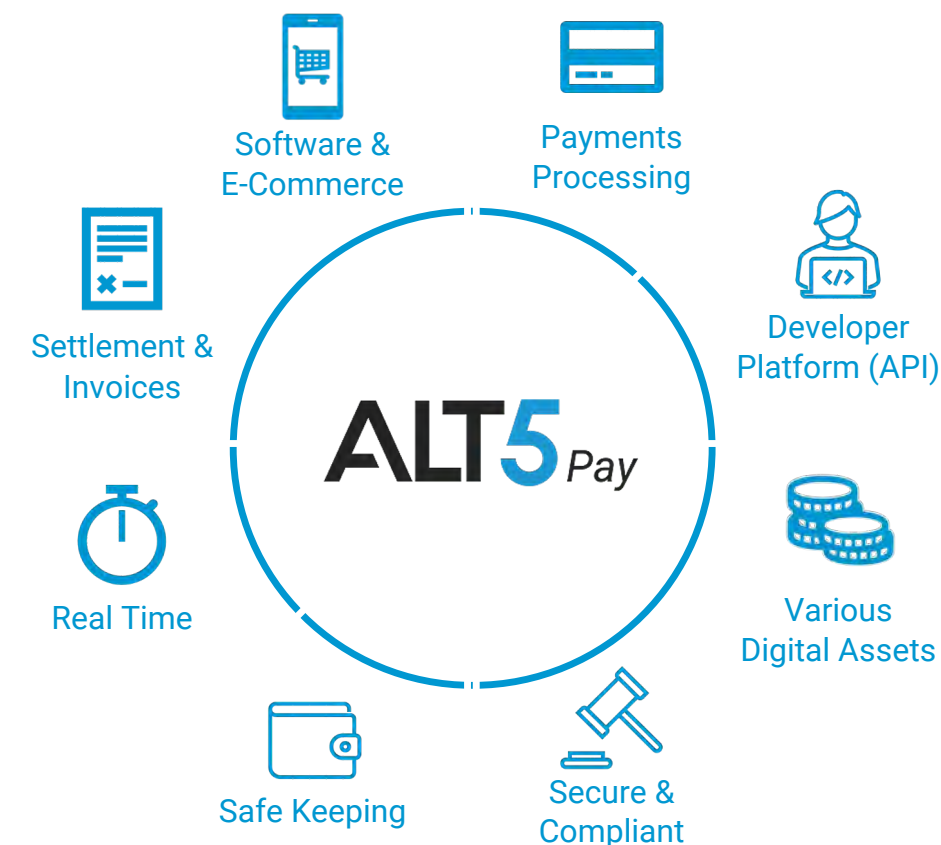 Software &
E-Commerce
Payments
Processing
Developer
Platform (API)
Various
Digital Assets
Secure &
Compliant
Safe Keeping
Real Time
Settlement &
Invoices
ALT5 Pay